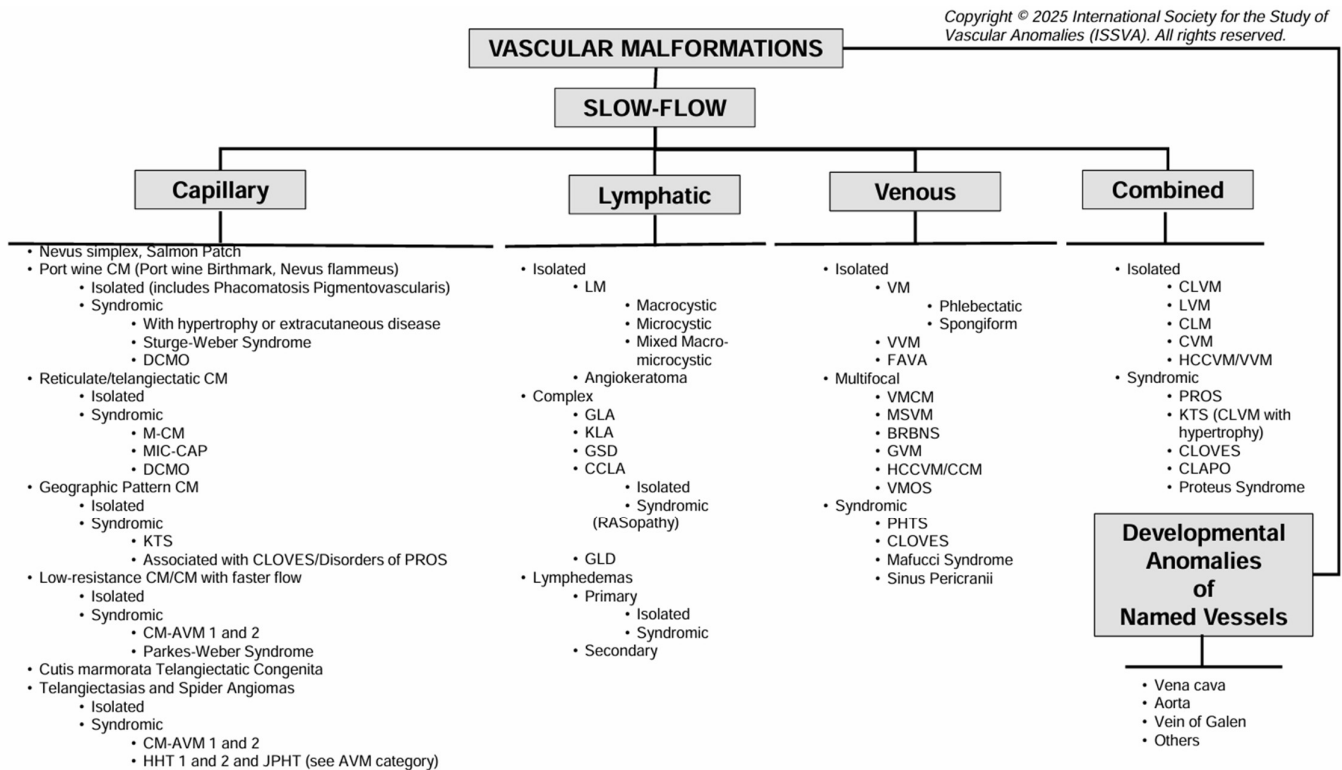 Copyright © 2025 International Society for the Study of
Vascular Anomalies (ISSVA). All rights reserved.
VASCULAR MALFORMATIONS
SLOW-FLOW
Capillary
• Nevus simplex, Salmon Patch
• Port wine CM (Port wine Birthmark, Nevus flammeus)
• Isolated (includes Phacomatosis Pigmentovascularis)
• Syndromic
• With hypertrophy or extracutaneous disease
• Sturge-Weber Syndrome
• DCMO
• Reticulate/telangiectatic CM
• Isolated
• Syndromic
• M-CM
• MIC-CAP
• DCMO
• Geographic Pattern CM
• Isolated
• Syndromic
• KTS
• Associated with CLOVES/Disorders of PROS
• Low-resistance CM/CM with faster flow
• Isolated
• Syndromic
• CM-AVM 1 and 2
• Parkes-Weber Syndrome
• Cutis marmorata Telangiectatic Congenita
• Telangiectasias and Spider Angiomas
• Isolated
• Syndromic
• CM-AVM 1 and 2
• HHT 1 and 2 and JPHT (see AVM category)
Lymphatic
• Isolated
• LM
• Macrocystic
• Microcystic
• Mixed Macro-
microcystic
• Angiokeratoma
• Complex
• GLA
• KLA
• GSD
• CCLA
• Isolated
• Syndromic
(RASopathy)
• GLD
• Lymphedemas
• Primary
• Isolated
• Syndromic
• Secondary
Venous
• Isolated
• VM
• Phlebectatic
• Spongiform
• VVM
• FAVA
• Multifocal
• VMCM
• MSVM
• BRBNS
• GVM
• HCCVM/CCM
• VMOS
• Syndromic
• PHTS
• CLOVES
• Mafucci Syndrome
• Sinus Pericranii
Combined
• Isolated
• CLVM
• LVM
• CLM
• CVM
• HCCVM/VVM
• Syndromic
• PROS
• KTS (CLVM with
hypertrophy)
• CLOVES
• CLAPO
• Proteus Syndrome
Developmental
Anomalies
of
Named Vessels
• Vena cava
• Aorta
• Vein of Galen
• Others